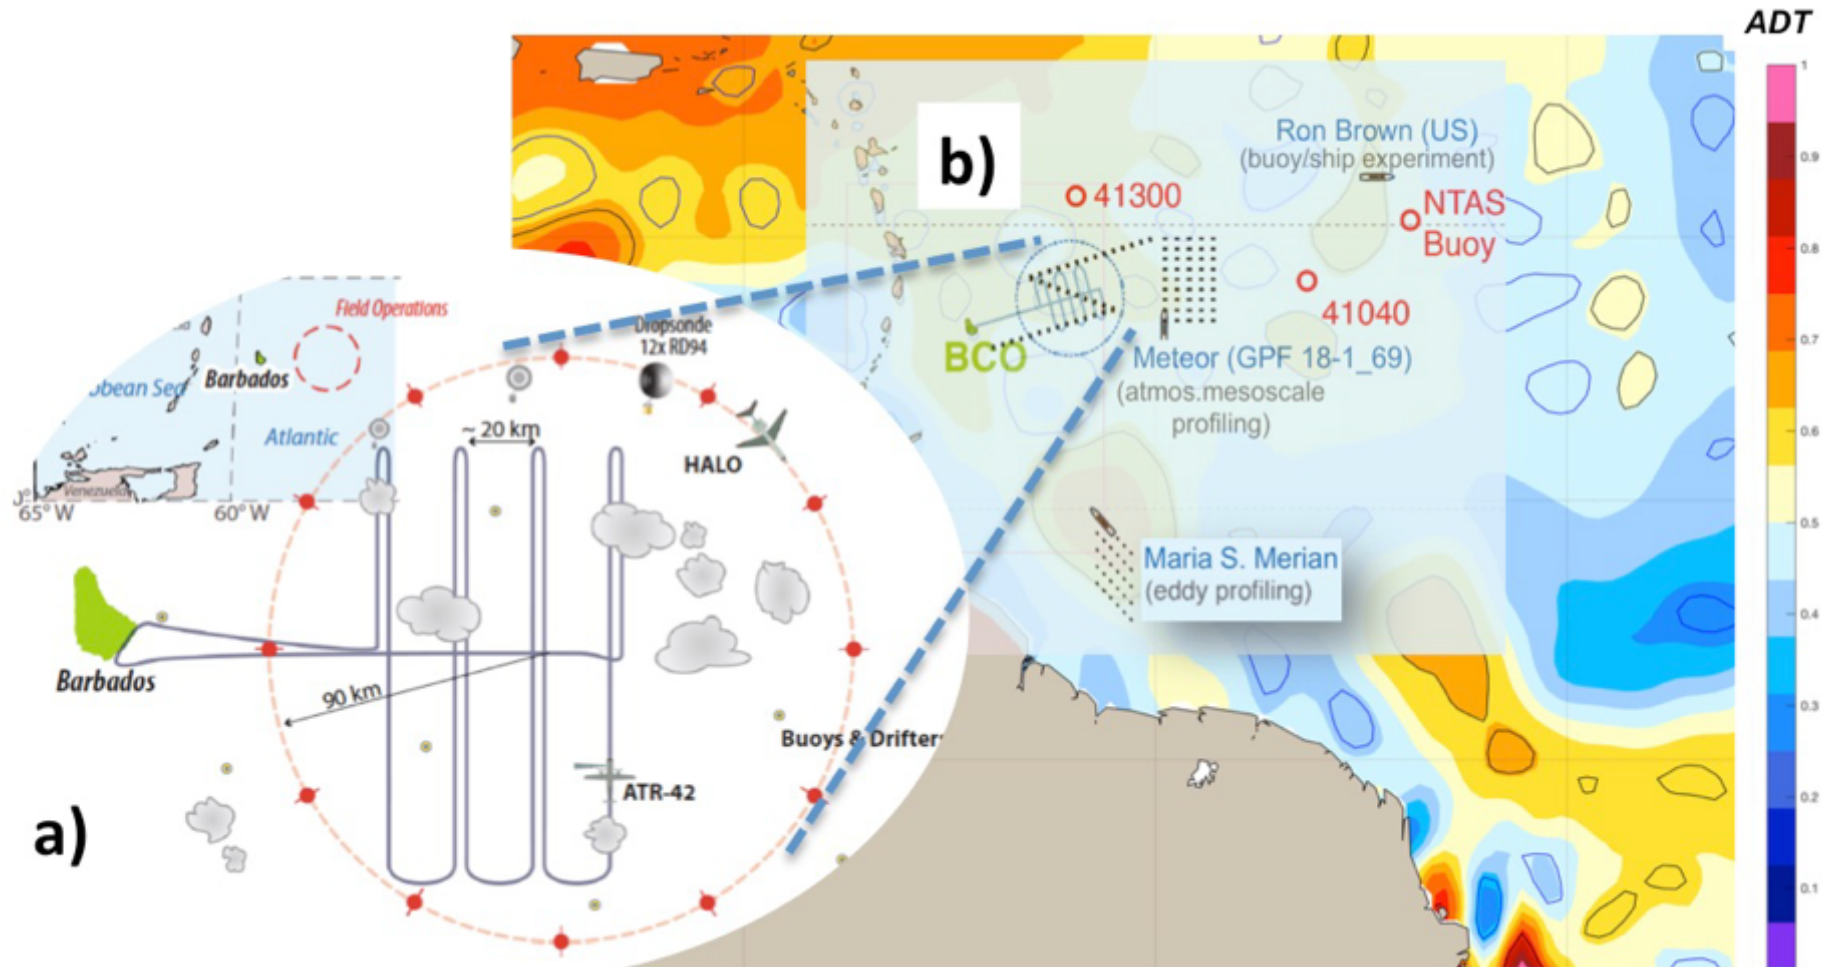 ADT
1
0.9
0.8
0.7
0.6
0.5
0.4
0.3
0.2
0.1
b)
Ron Brown (US)
(buoy/ship experiment)
41300
NTAS
Buoy
41040
BCO
Meteor (GPF 18-1_69)
(atmos.mesoscale
profiling)
Maria S. Merian
(eddy profiling)
Field Operations
Barbados
bbean Sea
Atlantic
Venezuela
65° W
60° W
Dropsonde
12x RD94
~ 20 km
HALO
Barbados
90 km
Buoys & Drifter
ATR-42
a)